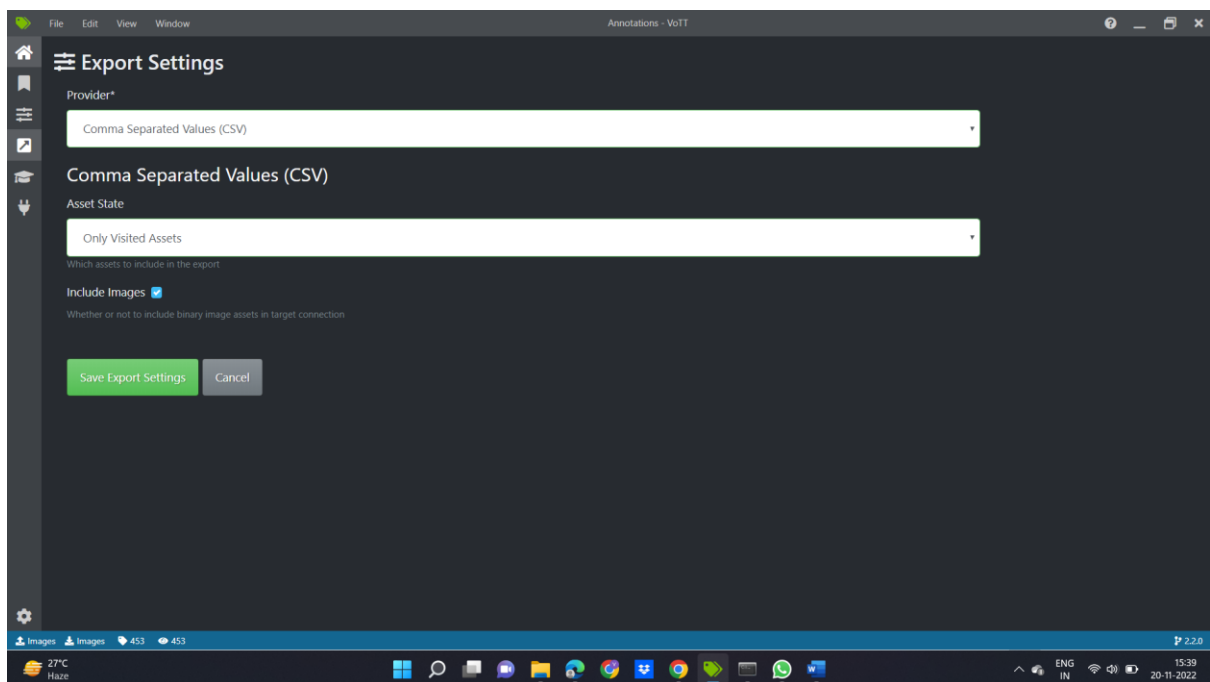 File Edit View Window Annotations - VoTT
Export Settings
Provider*
Comma Separated Values (CSV)
Comma Separated Values (CSV)
Asset State
Only Visited Assets
Which assets to include in the export
Include Images
Whether or not to include binary image assets in target connection
Save Export Settings Cancel
Images Images 453 453 2.2.0
27°C ENG 15:39
Haze IN 20-11-2022